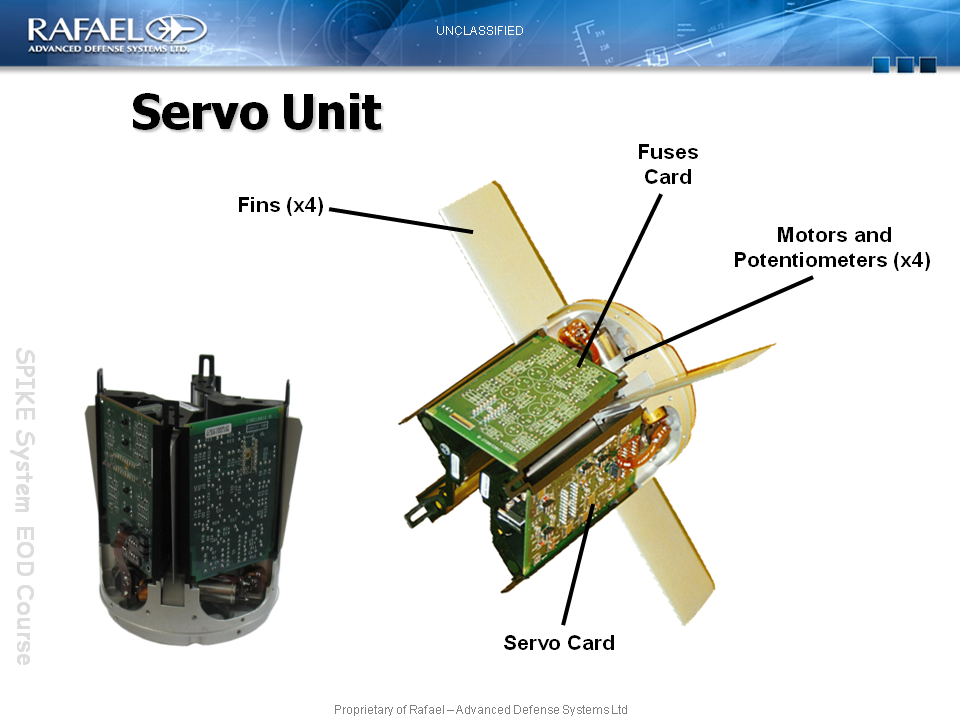 RAFAEL
ADVANCED DEFENSE SYSTEMS LTD.
UNCLASSIFIED
Servo Unit
Fuses
Card
Fins (x4)
Motors and
Potentiometers (x4)
SPIKE System EOD Course
Servo Card
Proprietary of Rafael – Advanced Defense Systems Ltd